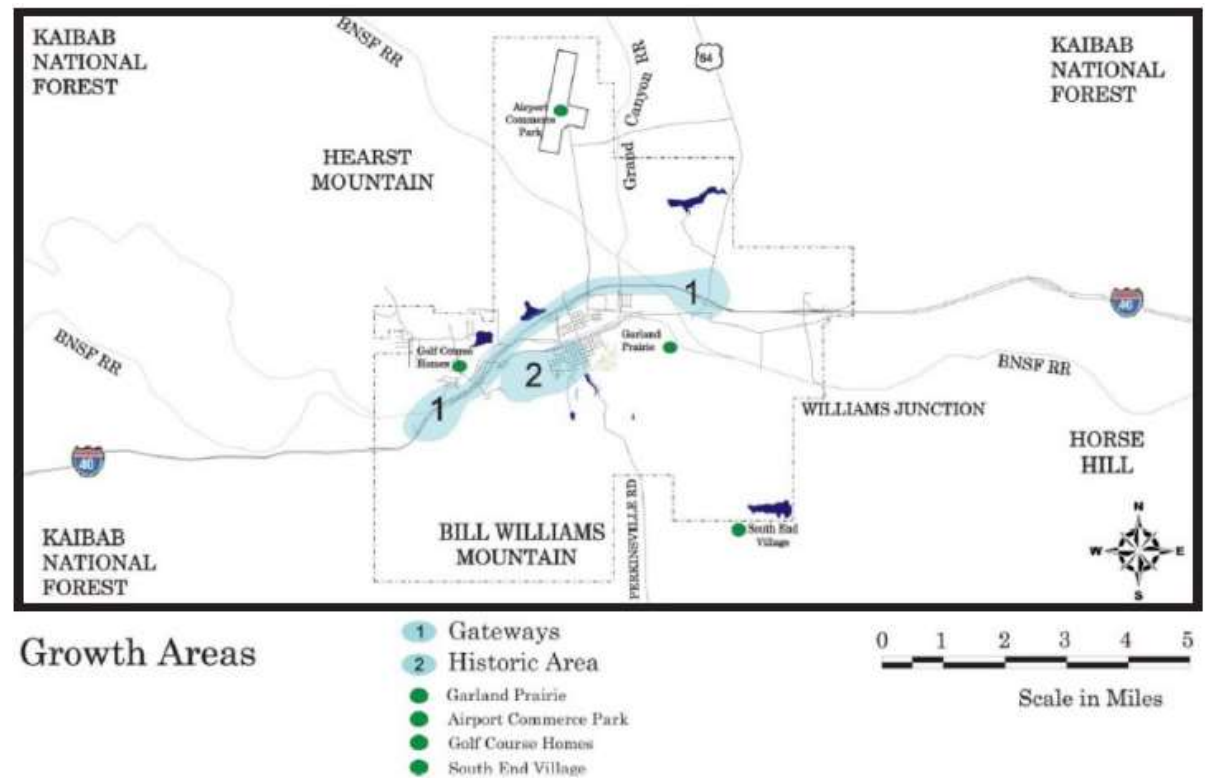 KAIBAB
NATIONAL
FOREST
BNSF RR
Grand Canyon RR
64
KAIBAB
NATIONAL
FOREST
Airport
Commerce
Park
HEARST
MOUNTAIN
1
40
BNSF RR
Golf Course
Homes
Garland
Prairie
2
1
BNSF RR
WILLIAMS JUNCTION
40
HORSE
HILL
KAIBAB
NATIONAL
FOREST
BILL WILLIAMS
MOUNTAIN
PERKINSVILLE RD
South End
Village
N
W E
S
Growth Areas
1 Gateways
2 Historic Area
Garland Prairie
Airport Commerce Park
Golf Course Homes
South End Village
0 1 2 3 4 5
Scale in Miles